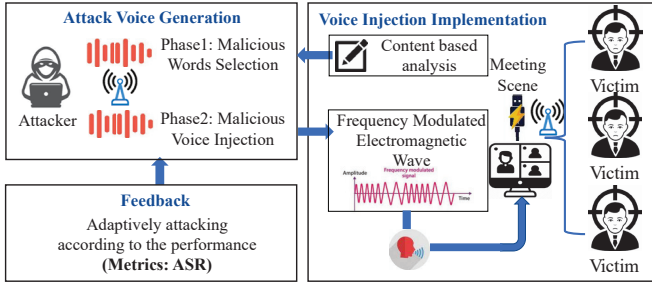 Attack Voice Generation
Phase1: Malicious
Words Selection
Attacker
Phase2: Malicious
Voice Injection
Feedback
Adaptively attacking
according to the performance
(Metrics: ASR)
Voice Injection Implementation
Content based
analysis
Meeting
Scene
Frequency Modulated
Electromagnetic
Wave
Amplitude
Frequency modulated
signal
Time
Victim
Victim
Victim